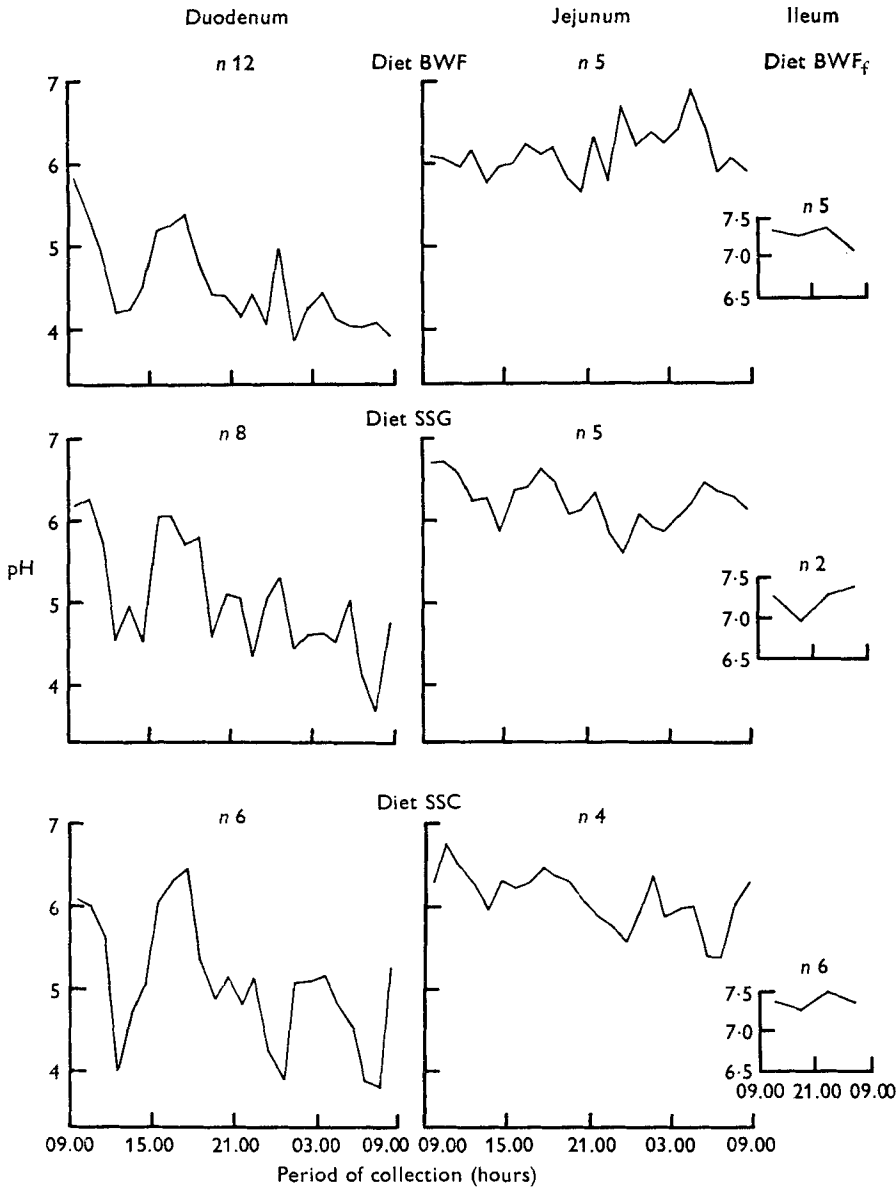 Duodenum Jejunum Ileum
n 12 Diet BWF n 5 Diet BWFf
7
6
5
4
n 5
7·5
7·0
6·5
Diet SSG
n 8 n 5
7
6
5
4
pH
n 2
7·5
7·0
6·5
Diet SSC
n 6 n 4
7
6
5
4
n 6
7·5
7·0
6·5
09.00 21.00 09.00
09.00 15.00 21.00 03.00 09.00 09.00 15.00 21.00 03.00 09.00
Period of collection (hours)